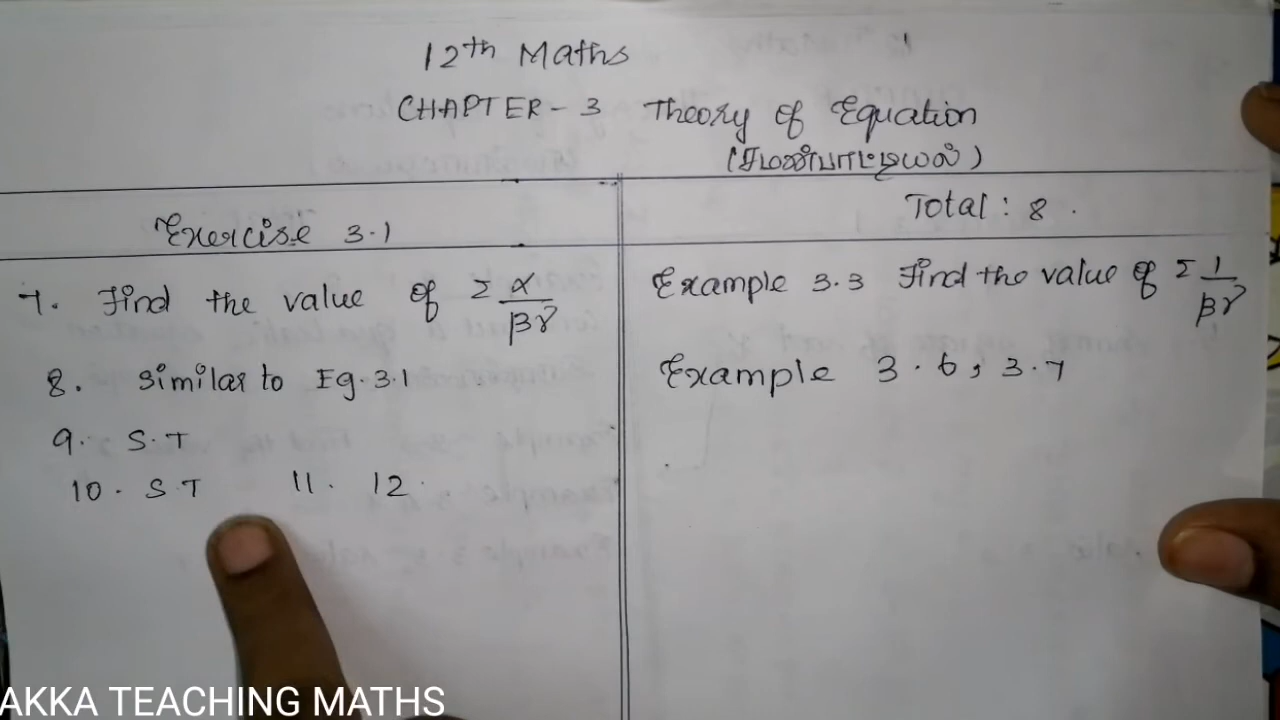 12th Maths
CHAPTER - 3 Theory of Equation
(சமன்பாட்டியல்)
Exercise 3.1
Total : 8 .
7. Find the value of Σ α/βγ
8. Similar to Eg. 3.1
9. S.T
10. S.T 11. 12.
Example 3.3 Find the value of Σ 1/βγ
Example 3.6, 3.7
AKKA TEACHING MATHS